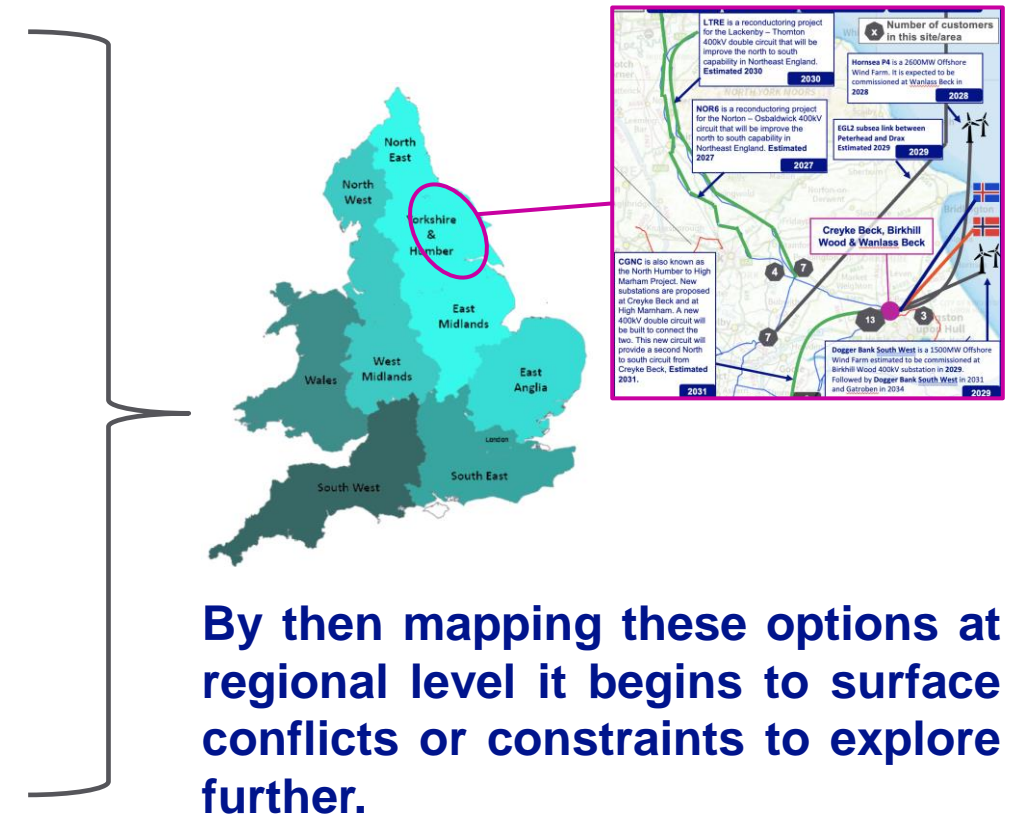 North
East
North
West
Yorkshire
&
Humber
East
Midlands
West
Midlands
Wales
East
Anglia
London
South East
South West
LTRE is a reconductoring project
for the Lackenby – Thornton
400kV double circuit that will be
improve the north to south
capability in Northeast England.
Estimated 2030
2030
x
Number of customers
in this site/area
Hornsea P4 is a 2600MW Offshore
Wind Farm. It is expected to be
commissioned at Wanlass Beck in
2028
2028
NORTH YORK MOORS
NOR6 is a reconductoring project
for the Norton – Osbaldwick 400kV
circuit that will be improve the
north to south capability in
Northeast England. Estimated
2027
2027
EGL2 subsea link between
Peterhead and Drax
Estimated 2029
2029
Creyke Beck, Birkhill
Wood & Wanlass Beck
CGNC is also known as
the North Humber to High
Marham Project. New
substations are proposed
at Creyke Beck and at
High Mamham. A new
400kV double circuit will
be built to connect the
two. This new circuit will
provide a second North
to south circuit from
Creyke Beck, Estimated
2031.
2031
4
7
7
13
3
upon Hull
Dogger Bank South West is a 1500MW Offshore
Wind Farm estimated to be commissioned at
Birkhill Wood 400kV substation in 2029.
Followed by Dogger Bank South West in 2031
and Gatroben in 2034
2029
By then mapping these options at
regional level it begins to surface
conflicts or constraints to explore
further.